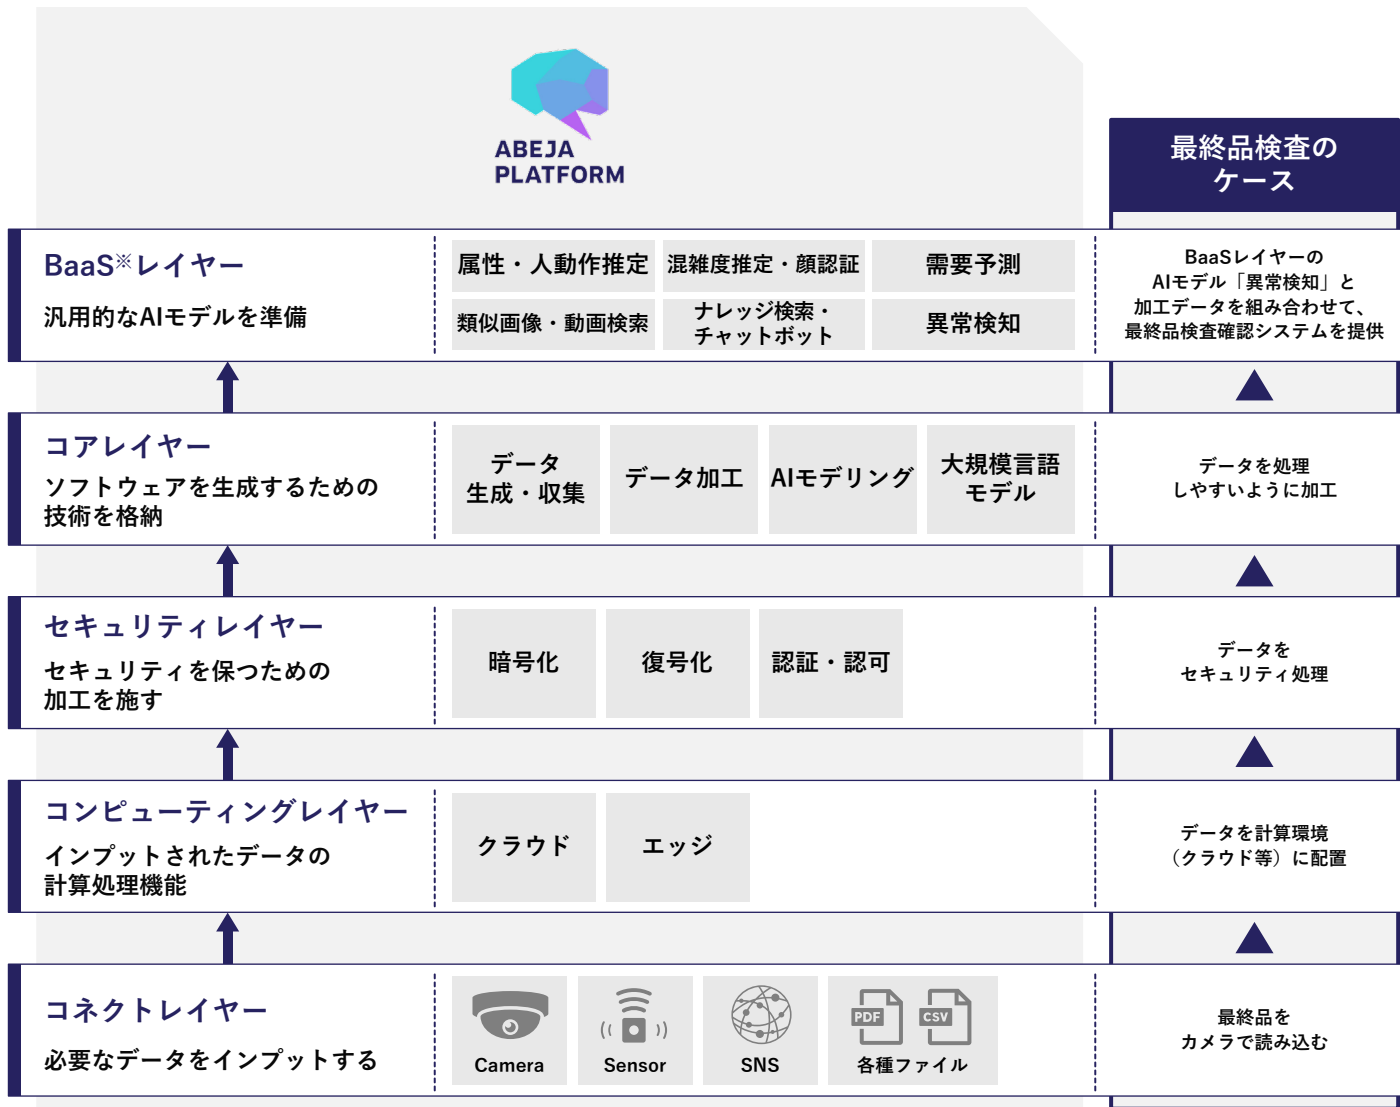 ABEJA
PLATFORM
最終品検査の
ケース
BaaS※レイヤー
汎用的なAIモデルを準備
属性・人動作推定
混雑度推定・顔認証
需要予測
類似画像・動画検索
ナレッジ検索・
チャットボット
異常検知
BaaSレイヤーの
AIモデル「異常検知」と
加工データを組み合わせて、
最終品検査確認システムを提供
コアレイヤー
ソフトウェアを生成するための
技術を格納
データ
生成・収集
データ加工
AIモデリング
大規模言語
モデル
データを処理
しやすいように加工
セキュリティレイヤー
セキュリティを保つための
加工を施す
暗号化
復号化
認証・認可
データを
セキュリティ処理
コンピューティングレイヤー
インプットされたデータの
計算処理機能
クラウド
エッジ
データを計算環境
（クラウド等）に配置
コネクトレイヤー
必要なデータをインプットする
Camera
Sensor
SNS
PDF
CSV
各種ファイル
最終品を
カメラで読み込む